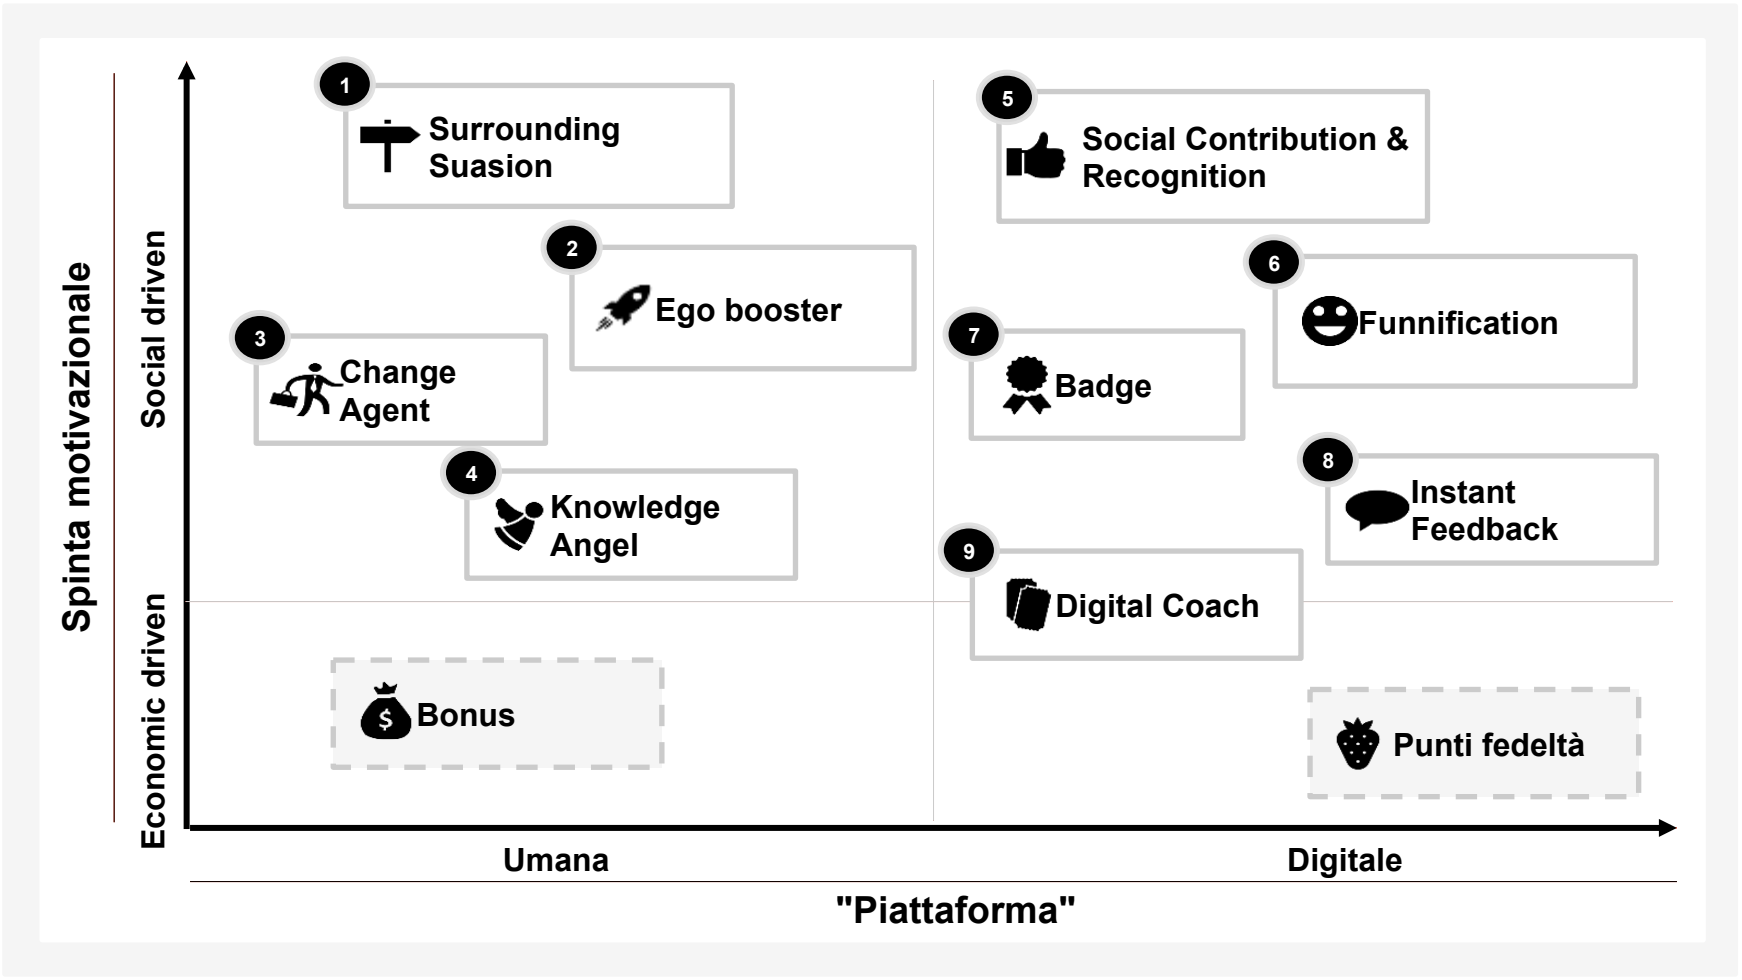 1
Surrounding
Suasion
5
Social Contribution &
Recognition
2
Ego booster
6
Funnification
3
Change
Agent
7
Badge
4
Knowledge
Angel
8
Instant
Feedback
9
Digital Coach
$
Bonus
Punti fedeltà
Spinta motivazionale
Social driven
Economic driven
Umana
Digitale
"Piattaforma"